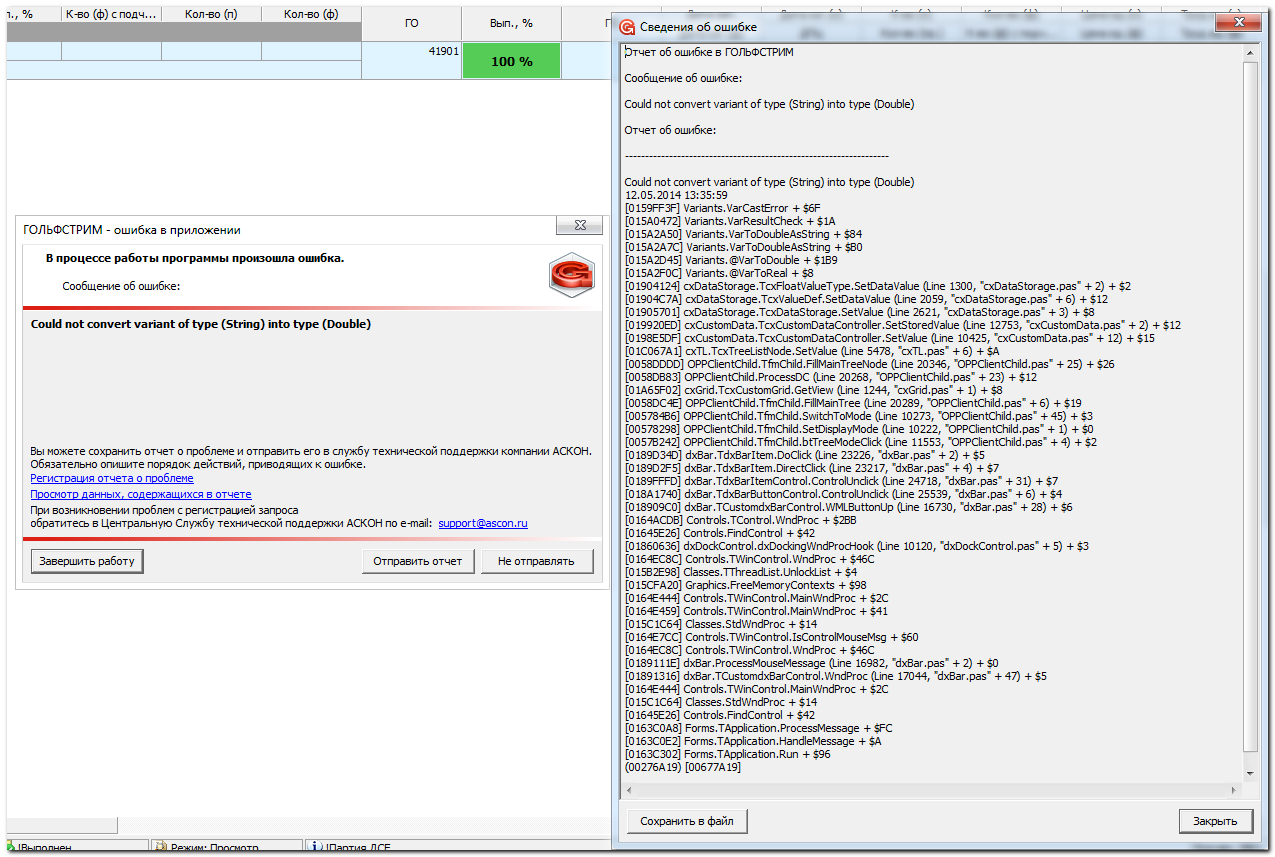 К-во (ф) с подч...
Кол-во (п)
Кол-во (ф)
ГО
Вып., %
41901
100 %
ГОЛЬФСТРИМ - ошибка в приложении
В процессе работы программы произошла ошибка.
Сообщение об ошибке:
Could not convert variant of type (String) into type (Double)
Вы можете сохранить отчет о проблеме и отправить его в службу технической поддержки компании АСКОН.
Обязательно опишите порядок действий, приводящих к ошибке.
Регистрация отчета о проблеме
Просмотр данных, содержащихся в отчете
При возникновении проблем с регистрацией запроса
обратитесь в Центральную Службу технической поддержки АСКОН по e-mail: support@ascon.ru
Завершить работу
Отправить отчет
Не отправлять
!Выполнен
Режим: Просмотр
!Партия ДСЕ
Сведения об ошибке
Отчет об ошибке в ГОЛЬФСТРИМ
Сообщение об ошибке:
Could not convert variant of type (String) into type (Double)
Отчет об ошибке:
------------------------------------------------------------------
Could not convert variant of type (String) into type (Double)
12.05.2014 13:35:59
[0159FF3F] Variants.VarCastError + $6F
[015A0472] Variants.VarResultCheck + $1A
[015A2A50] Variants.VarToDoubleAsString + $84
[015A2A7C] Variants.VarToDoubleAsString + $B0
[015A2D45] Variants.@VarToDouble + $1B9
[015A2F0C] Variants.@VarToReal + $8
[01904124] cxDataStorage.TcxFloatValueType.SetDataValue (Line 1300, "cxDataStorage.pas" + 2) + $2
[01904C7A] cxDataStorage.TcxValueDef.SetDataValue (Line 2059, "cxDataStorage.pas" + 6) + $12
[01905701] cxDataStorage.TcxDataStorage.SetValue (Line 2621, "cxDataStorage.pas" + 3) + $8
[019920ED] cxCustomData.TcxCustomDataController.SetStoredValue (Line 12753, "cxCustomData.pas" + 2) + $12
[0198E5DF] cxCustomData.TcxCustomDataController.SetValue (Line 10425, "cxCustomData.pas" + 12) + $15
[01C067A1] cxTL.TcxTreeListNode.SetValue (Line 5478, "cxTL.pas" + 6) + $A
[0058DDDD] OPPClientChild.TfmChild.FillMainTreeNode (Line 20346, "OPPClientChild.pas" + 25) + $26
[0058DB83] OPPClientChild.ProcessDC (Line 20268, "OPPClientChild.pas" + 23) + $12
[01A65F02] cxGrid.TcxCustomGrid.GetView (Line 1244, "cxGrid.pas" + 1) + $8
[0058DC4E] OPPClientChild.TfmChild.FillMainTree (Line 20289, "OPPClientChild.pas" + 6) + $19
[005784B6] OPPClientChild.TfmChild.SwitchToMode (Line 10273, "OPPClientChild.pas" + 45) + $3
[00578298] OPPClientChild.TfmChild.SetDisplayMode (Line 10222, "OPPClientChild.pas" + 1) + $0
[0057B242] OPPClientChild.TfmChild.btTreeModeClick (Line 11553, "OPPClientChild.pas" + 4) + $2
[0189D34D] dxBar.TdxBarItem.DoClick (Line 23226, "dxBar.pas" + 2) + $5
[0189D2F5] dxBar.TdxBarItem.DirectClick (Line 23217, "dxBar.pas" + 4) + $7
[0189FFFD] dxBar.TdxBarItemControl.ControlUnclick (Line 24718, "dxBar.pas" + 31) + $7
[018A1740] dxBar.TdxBarButtonControl.ControlUnclick (Line 25539, "dxBar.pas" + 6) + $4
[018909C0] dxBar.TCustomdxBarControl.WMLButtonUp (Line 16730, "dxBar.pas" + 28) + $6
[0164ACDB] Controls.TControl.WndProc + $2BB
[01645E26] Controls.FindControl + $42
[01860636] dxDockControl.dxDockingWndProcHook (Line 10120, "dxDockControl.pas" + 5) + $3
[0164EC8C] Controls.TWinControl.WndProc + $46C
[015B2E98] Classes.TThreadList.UnlockList + $4
[015CFA20] Graphics.FreeMemoryContexts + $98
[0164E444] Controls.TWinControl.MainWndProc + $2C
[0164E459] Controls.TWinControl.MainWndProc + $41
[015C1C64] Classes.StdWndProc + $14
[0164E7CC] Controls.TWinControl.IsControlMouseMsg + $60
[0164EC8C] Controls.TWinControl.WndProc + $46C
[0189111E] dxBar.ProcessMouseMessage (Line 16982, "dxBar.pas" + 2) + $0
[01891316] dxBar.TCustomdxBarControl.WndProc (Line 17044, "dxBar.pas" + 47) + $5
[0164E444] Controls.TWinControl.MainWndProc + $2C
[015C1C64] Classes.StdWndProc + $14
[01645E26] Controls.FindControl + $42
[0163C0A8] Forms.TApplication.ProcessMessage + $FC
[0163C0E2] Forms.TApplication.HandleMessage + $A
[0163C302] Forms.TApplication.Run + $96
(00276A19) [00677A19]
Сохранить в файл
Закрыть